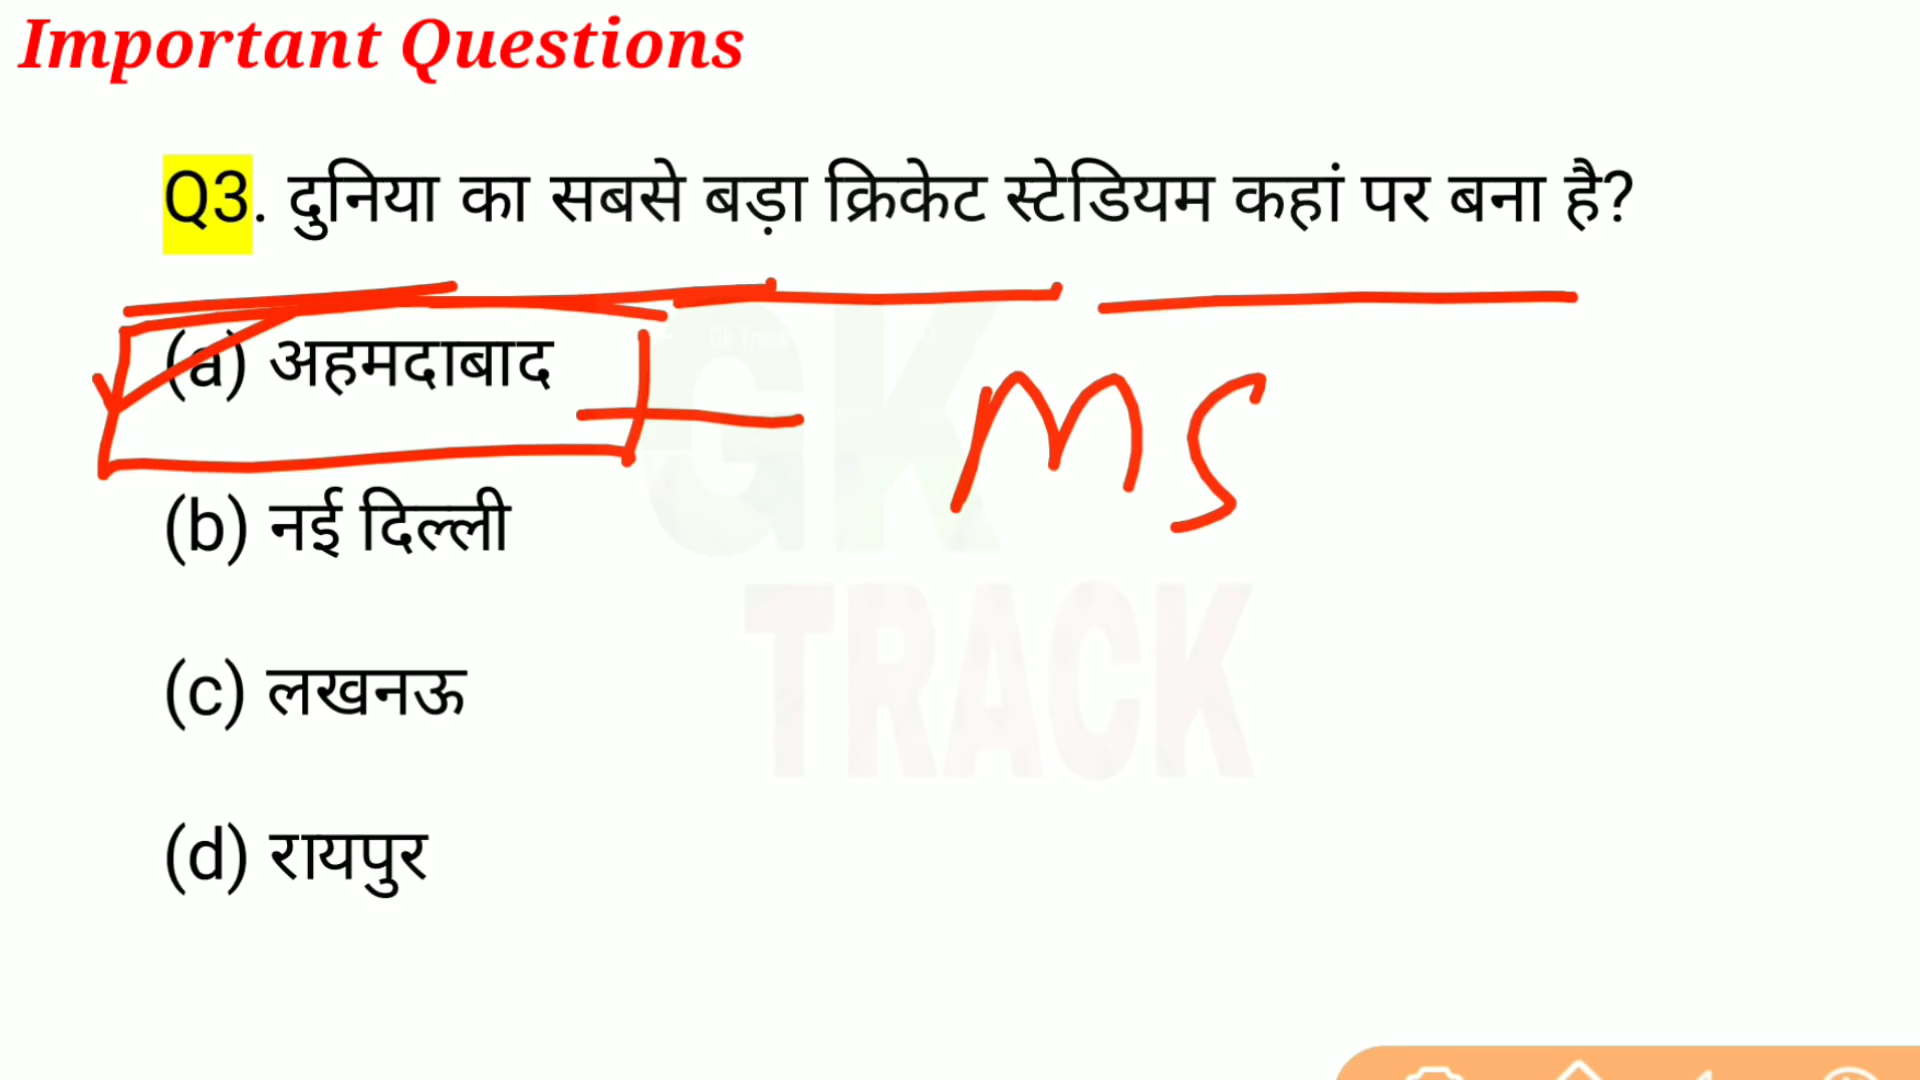 Important Questions
Q3. दुनिया का सबसे बड़ा क्रिकेट स्टेडियम कहां पर बना है?
(a) अहमदाबाद
MS
(b) नई दिल्ली
(c) लखनऊ
(d) रायपुर
GK
TRACK